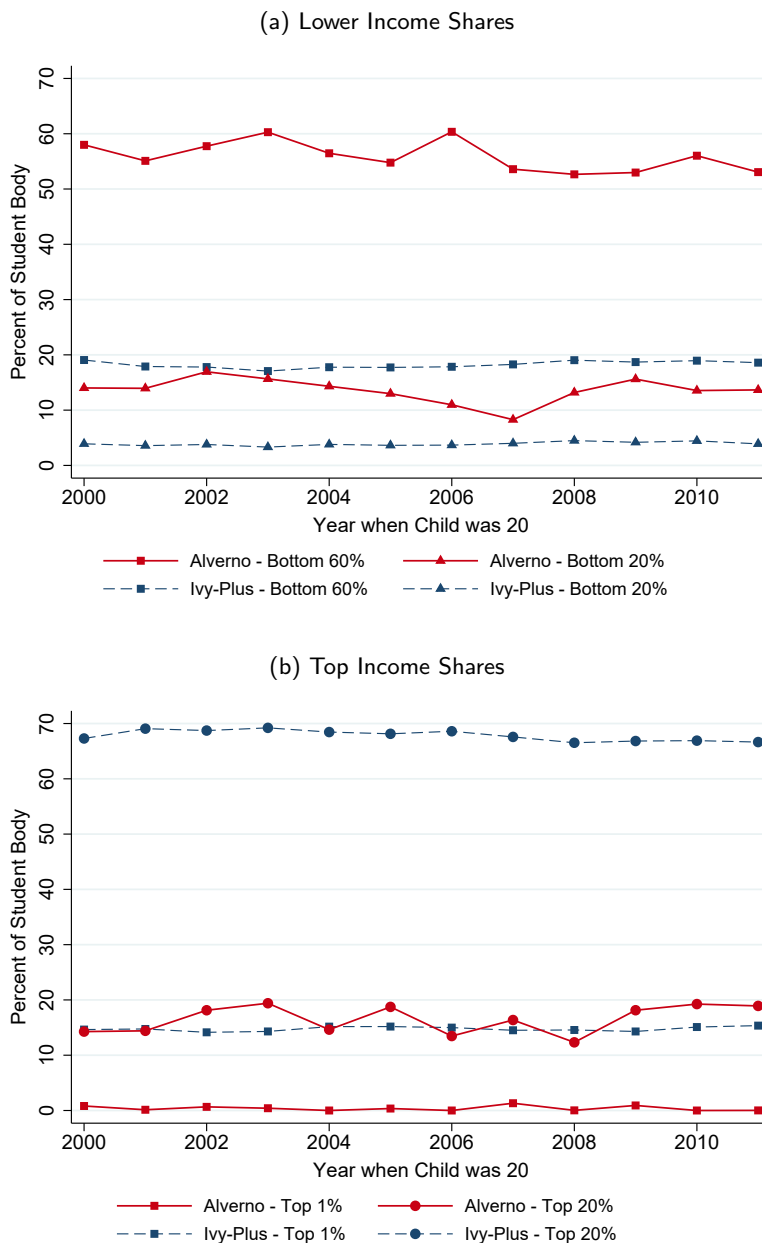 (a) Lower Income Shares
Percent of Student Body
70
60
50
40
30
20
10
0
2000 2002 2004 2006 2008 2010
Year when Child was 20
Alverno - Bottom 60% Alverno - Bottom 20%
Ivy-Plus - Bottom 60% Ivy-Plus - Bottom 20%
(b) Top Income Shares
Percent of Student Body
70
60
50
40
30
20
10
0
2000 2002 2004 2006 2008 2010
Year when Child was 20
Alverno - Top 1% Alverno - Top 20%
Ivy-Plus - Top 1% Ivy-Plus - Top 20%